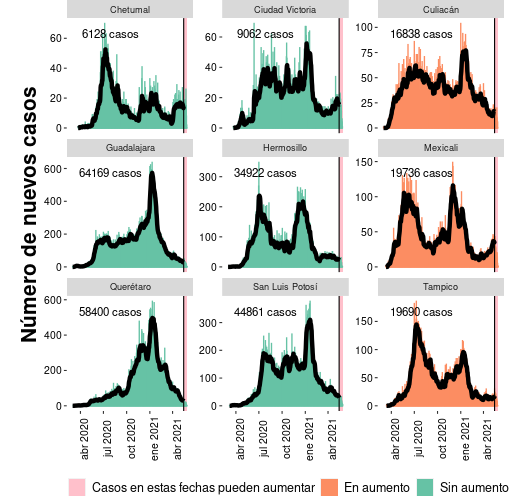 Número de nuevos casos
Chetumal
Ciudad Victoria
Culiacán
6128 casos
9062 casos
16838 casos
60
40
20
0
60
40
20
0
100
75
50
25
0
Guadalajara
Hermosillo
Mexicali
64169 casos
34922 casos
19736 casos
600
400
200
0
300
200
100
0
150
100
50
0
Querétaro
San Luis Potosí
Tampico
58400 casos
44861 casos
19690 casos
600
400
200
0
300
200
100
0
150
100
50
0
abr 2020
jul 2020
oct 2020
ene 2021
abr 2021
abr 2020
jul 2020
oct 2020
ene 2021
abr 2021
abr 2020
jul 2020
oct 2020
ene 2021
abr 2021
Casos en estas fechas pueden aumentar
En aumento
Sin aumento